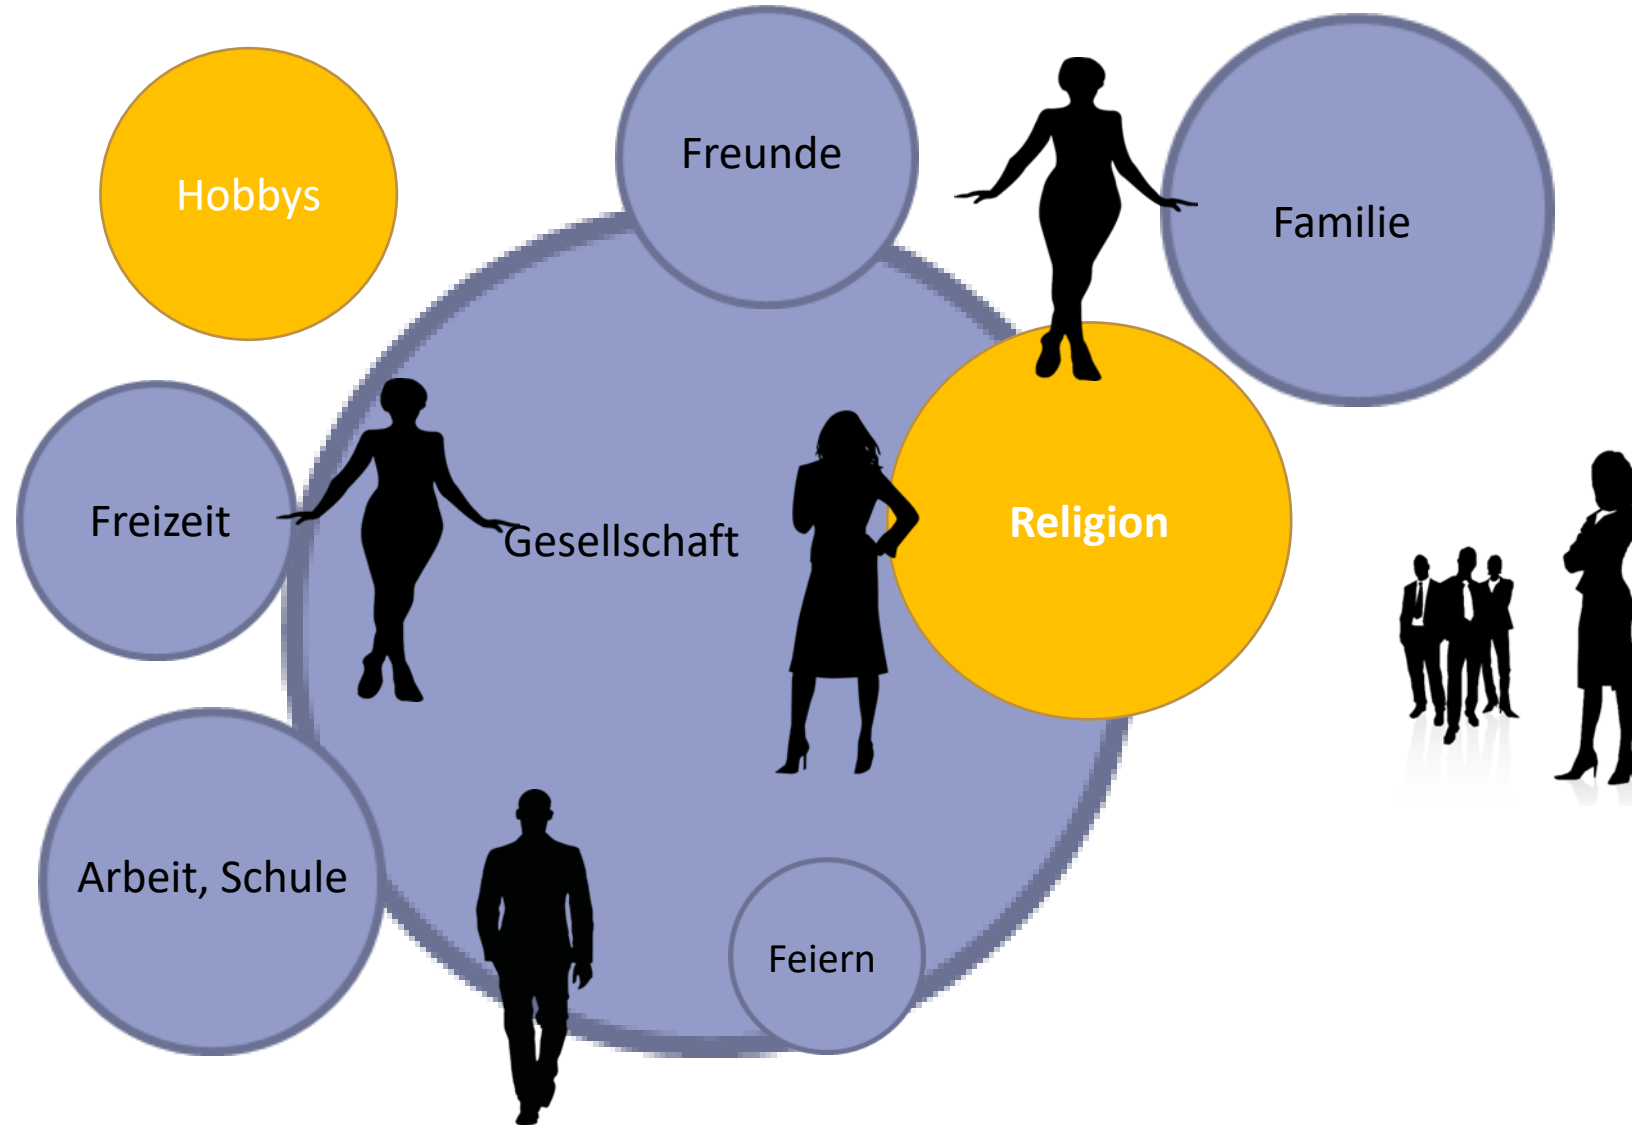 Freunde
Hobbys
Familie
Freizeit
Gesellschaft
Religion
Arbeit, Schule
Feiern